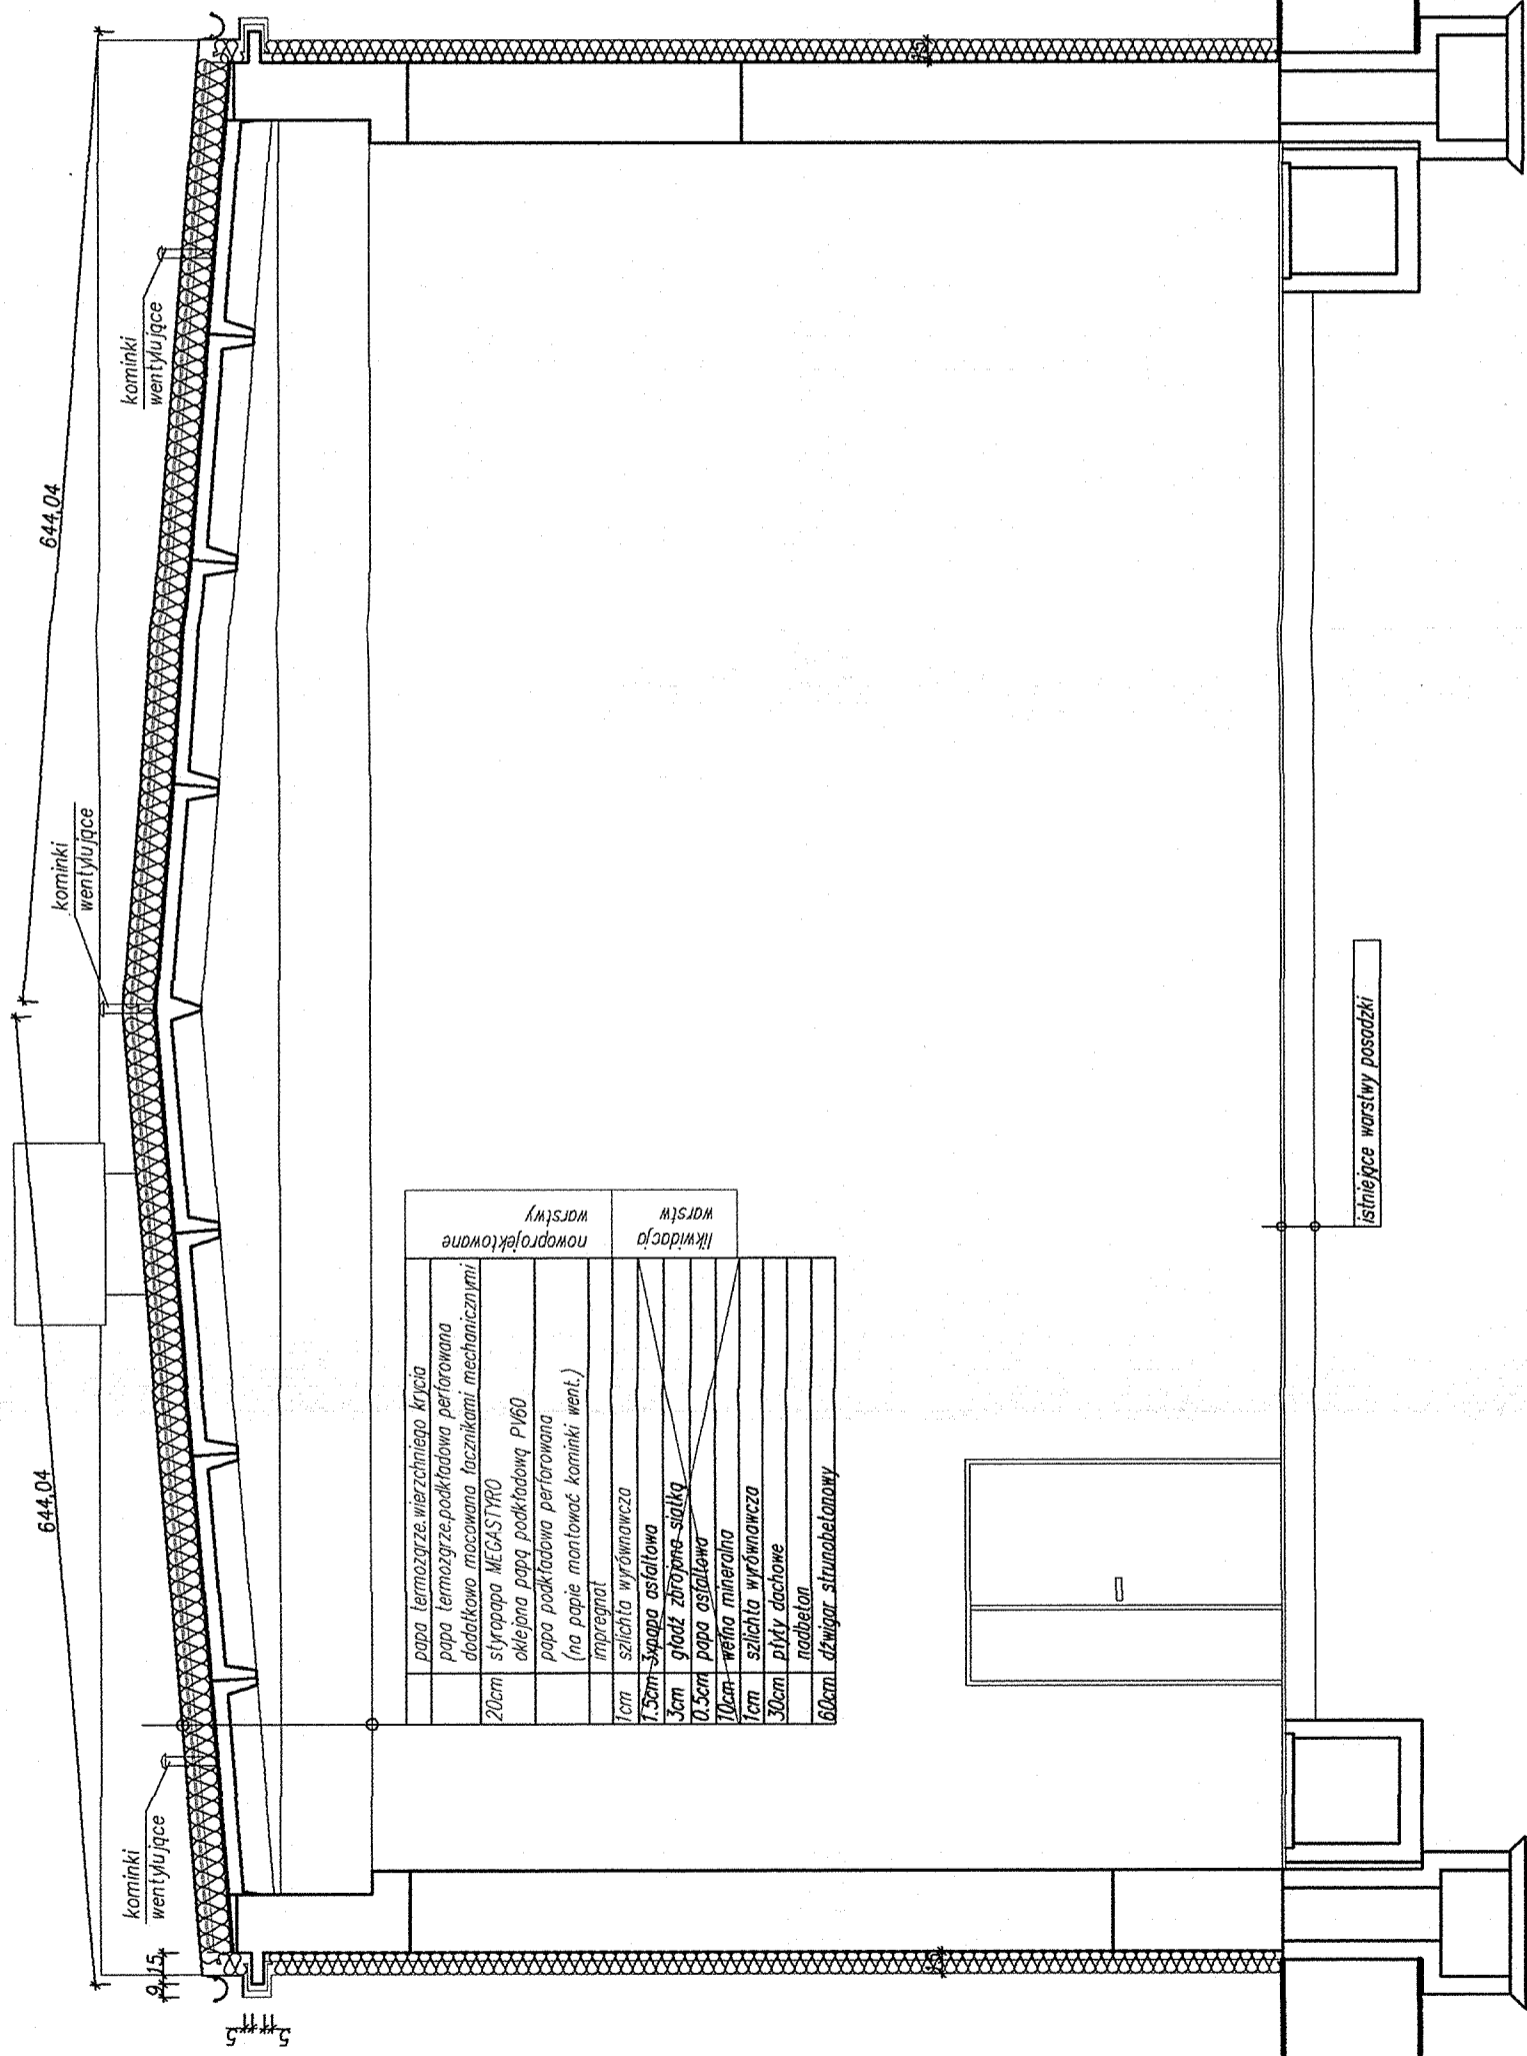 644,04
644,04
kominki
wentylujące
kominki
wentylujące
kominki
wentylujące
9
15
5
11
11
5
15
papa termozgrze.wierzchniego krycia
papa termozgrze.podkładowa perforowana
dodatkowo mocowana łacznikami mechanicznymi
20cm styropapa MEGASTYRO
oklejona papą podkładową PV60
papa podkładowa perforowana
(na papie montować kominki went.)
impregnat
1cm szlichta wyrównawcza
1.5cm 3xpapa asfaltowa
3cm gładź zbrojona siatką
0.5cm papa asfaltowa
10cm wełna mineralna
1cm szlichta wyrównawcza
30cm płyty dachowe
nadbeton
60cm dźwigar strunobetonowy
nowoprojektowane
warstwy
likwidacja
warstw
istniejące warstwy posadzki